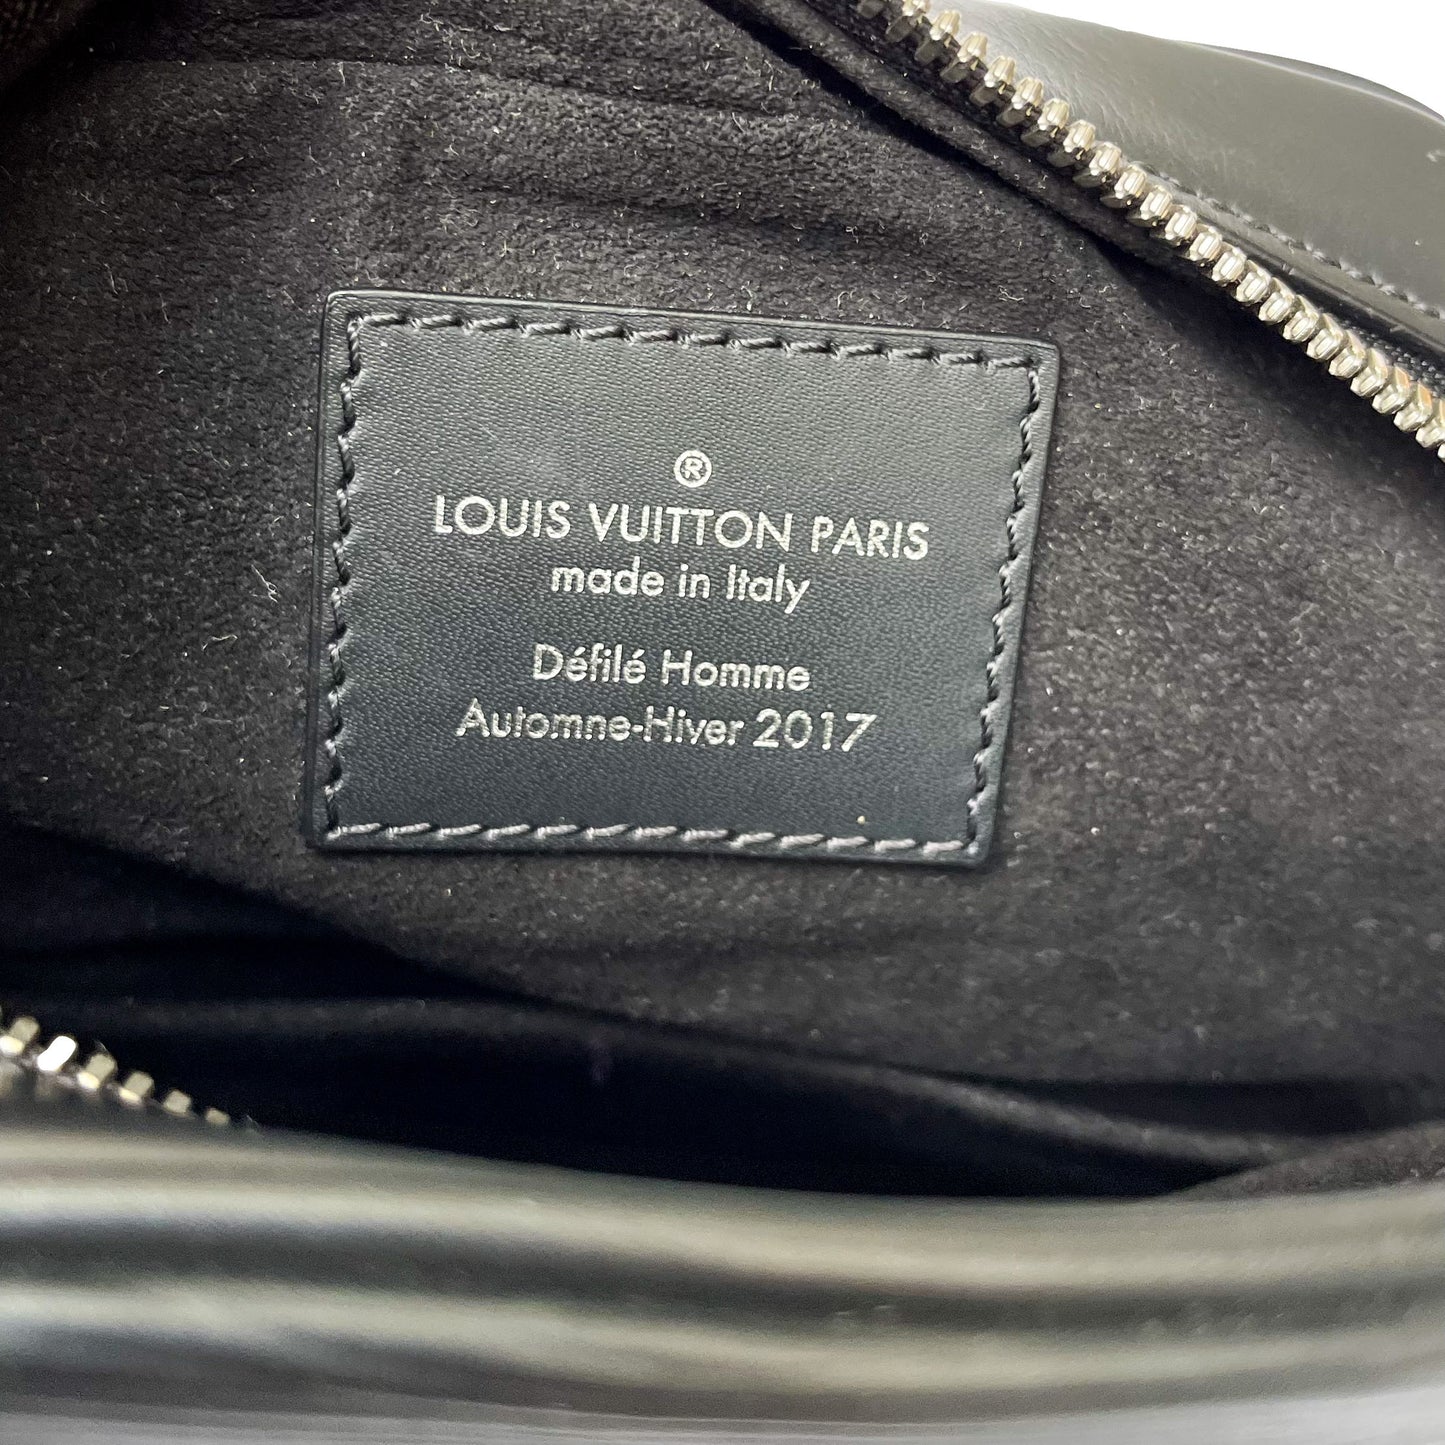 ®
LOUIS VUITTON PARIS
made in Italy
Défilé Homme
Automne-Hiver 2017